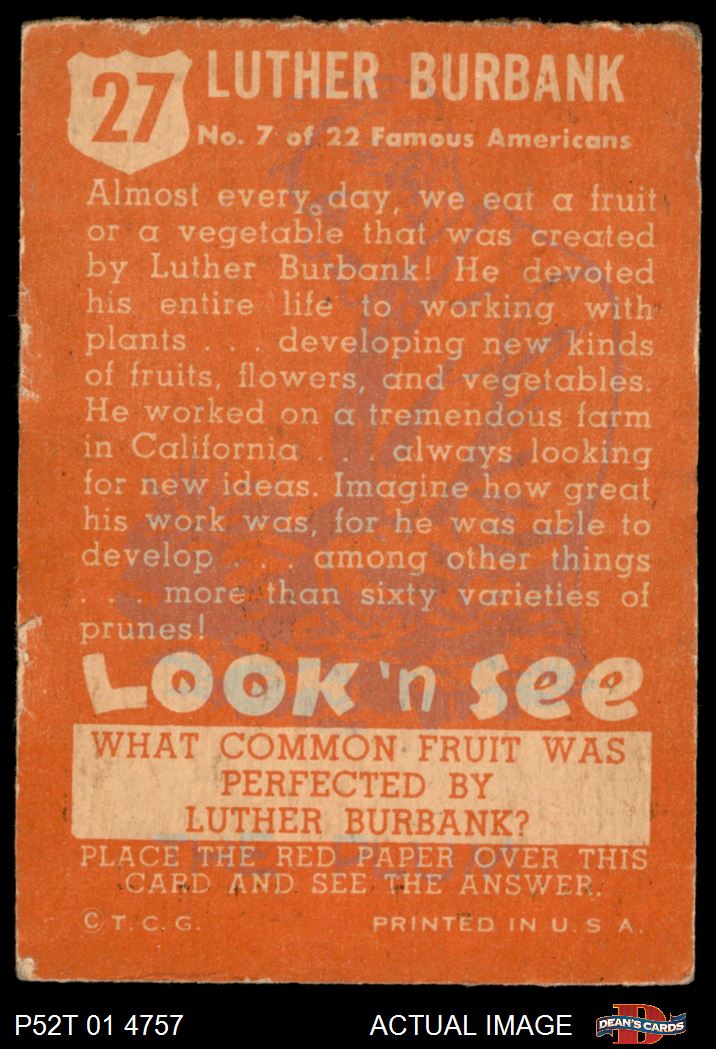 27
LUTHER BURBANK
No. 7 of 22 Famous Americans
Almost every day, we eat a fruit
or a vegetable that was created
by Luther Burbank! He devoted
his entire life to working with
plants . . . developing new kinds
of fruits, flowers, and vegetables.
He worked on a tremendous farm
in California . . . always looking
for new ideas. Imagine how great
his work was, for he was able to
develop . . . among other things
. . . more than sixty varieties of
prunes!
LOOK 'n SEE
WHAT COMMON FRUIT WAS
PERFECTED BY
LUTHER BURBANK?
PLACE THE RED PAPER OVER THIS
CARD AND SEE THE ANSWER.
© T. C. G. PRINTED IN U. S A.
P52T 01 4757 ACTUAL IMAGE
D
DEAN'S CARDS